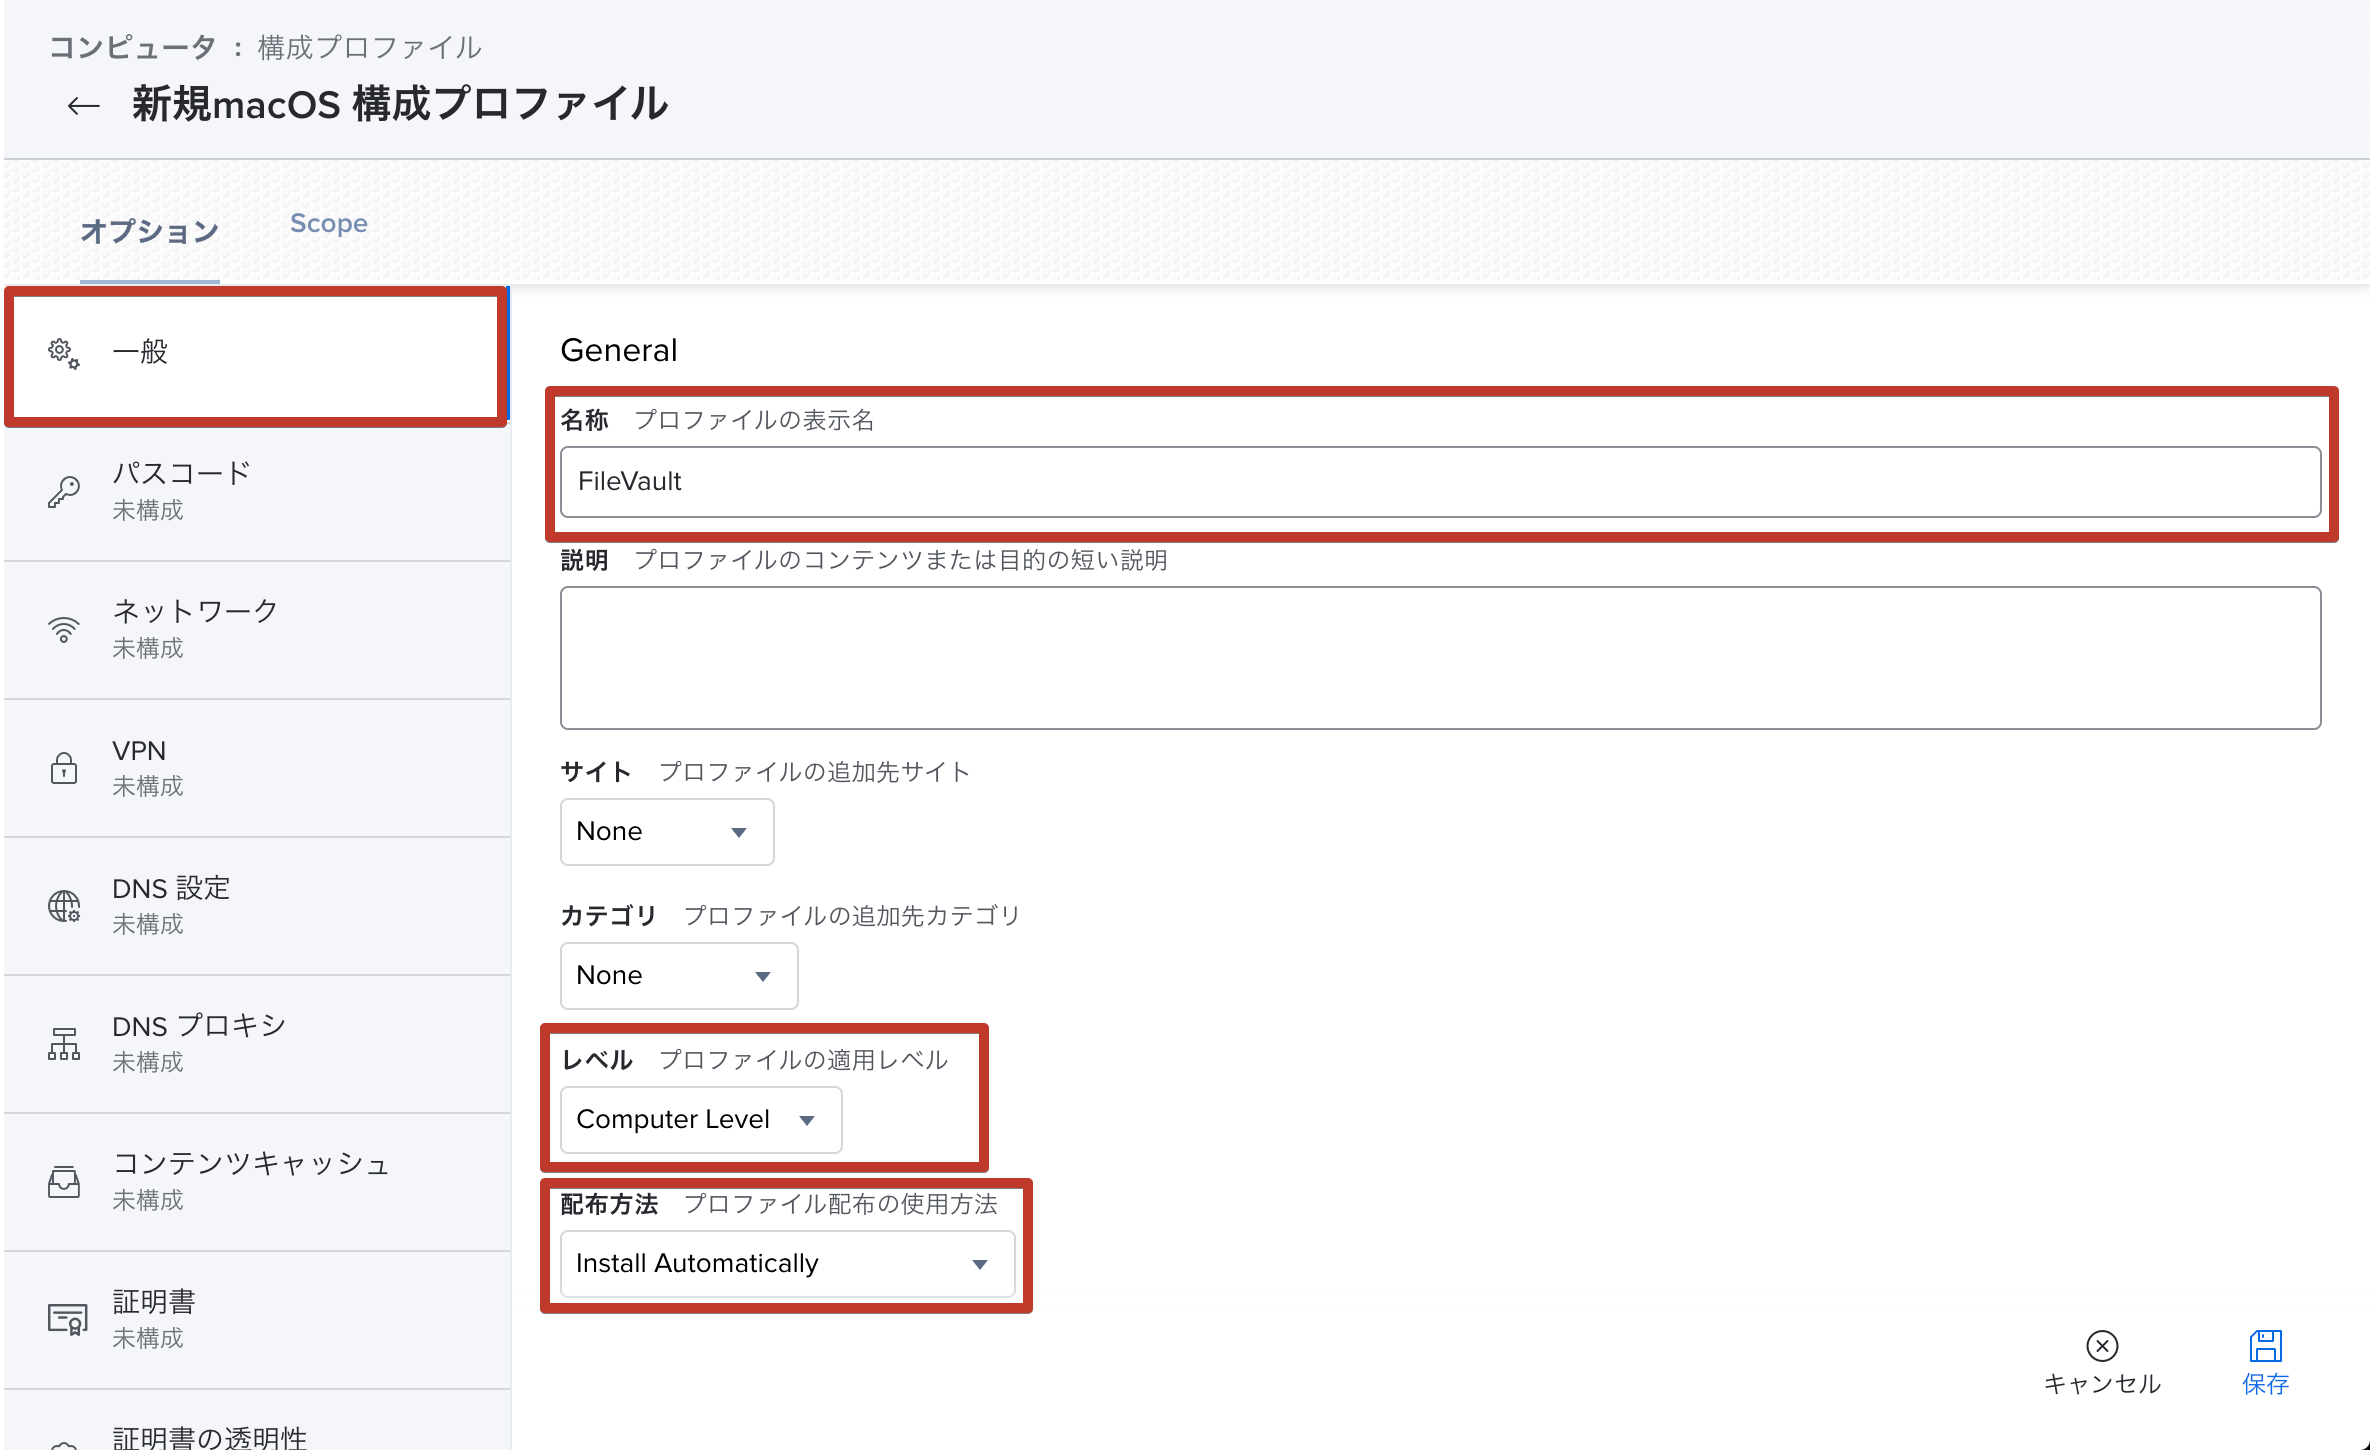 コンピュータ : 構成プロファイル
← 新規macOS 構成プロファイル
オプション Scope
一般
パスコード
未構成
ネットワーク
未構成
VPN
未構成
DNS 設定
未構成
DNS プロキシ
未構成
コンテンツキャッシュ
未構成
証明書
未構成
証明書の透明性
General
名称 プロファイルの表示名
FileVault
説明 プロファイルのコンテンツまたは目的の短い説明
サイト プロファイルの追加先サイト
None
カテゴリ プロファイルの追加先カテゴリ
None
レベル プロファイルの適用レベル
Computer Level
配布方法 プロファイル配布の使用方法
Install Automatically
キャンセル 保存